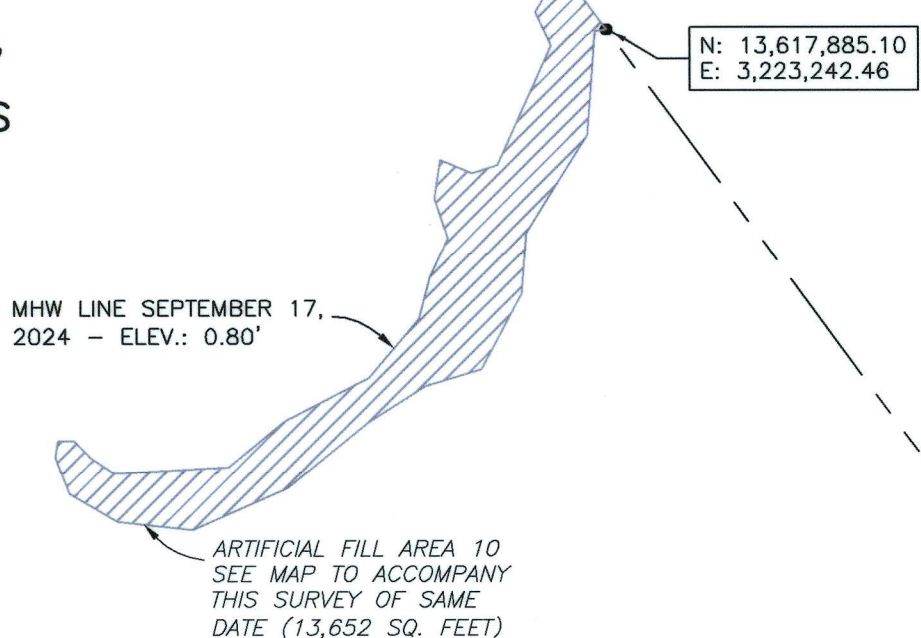 S
N: 13,617,885.10
E: 3,223,242.46
MHW LINE SEPTEMBER 17,
2024 – ELEV.: 0.80'
ARTIFICIAL FILL AREA 10
SEE MAP TO ACCOMPANY
THIS SURVEY OF SAME
DATE (13,652 SQ. FEET)